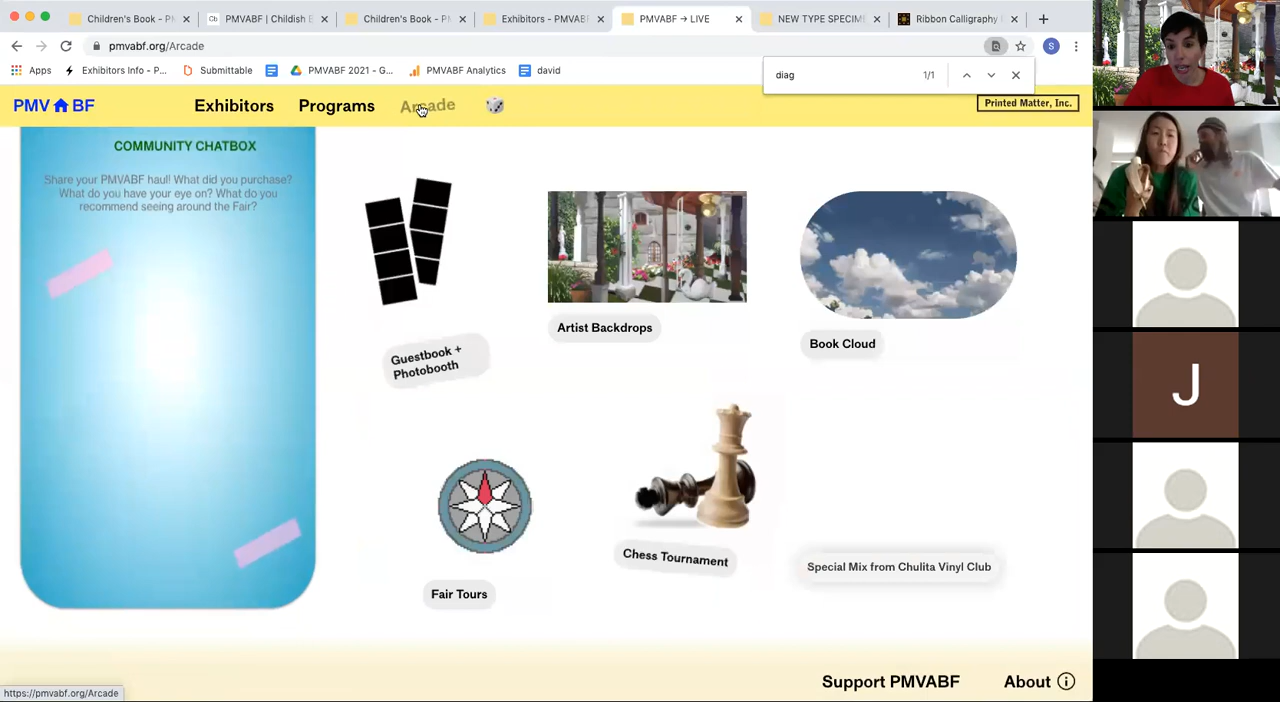 Children's Book - P
PMVABF | Childish B
Children's Book - P
Exhibitors - PMVABF
PMVABF → LIVE
NEW TYPE SPECIM
Ribbon Calligraphy
pmvabf.org/Arcade
S
Apps
Exhibitors Info - P...
Submittable
PMVABF 2021 - G...
PMVABF Analytics
david
diag
1/1
PMV BF
Exhibitors
Programs
Arcade
Printed Matter, Inc.
COMMUNITY CHATBOX
Share your PMVABF haul! What did you purchase?
What do you have your eye on? What do you
recommend seeing around the Fair?
Guestbook +
Photobooth
Artist Backdrops
Book Cloud
Fair Tours
Chess Tournament
Special Mix from Chulita Vinyl Club
Support PMVABF
About
https://pmvabf.org/Arcade
J